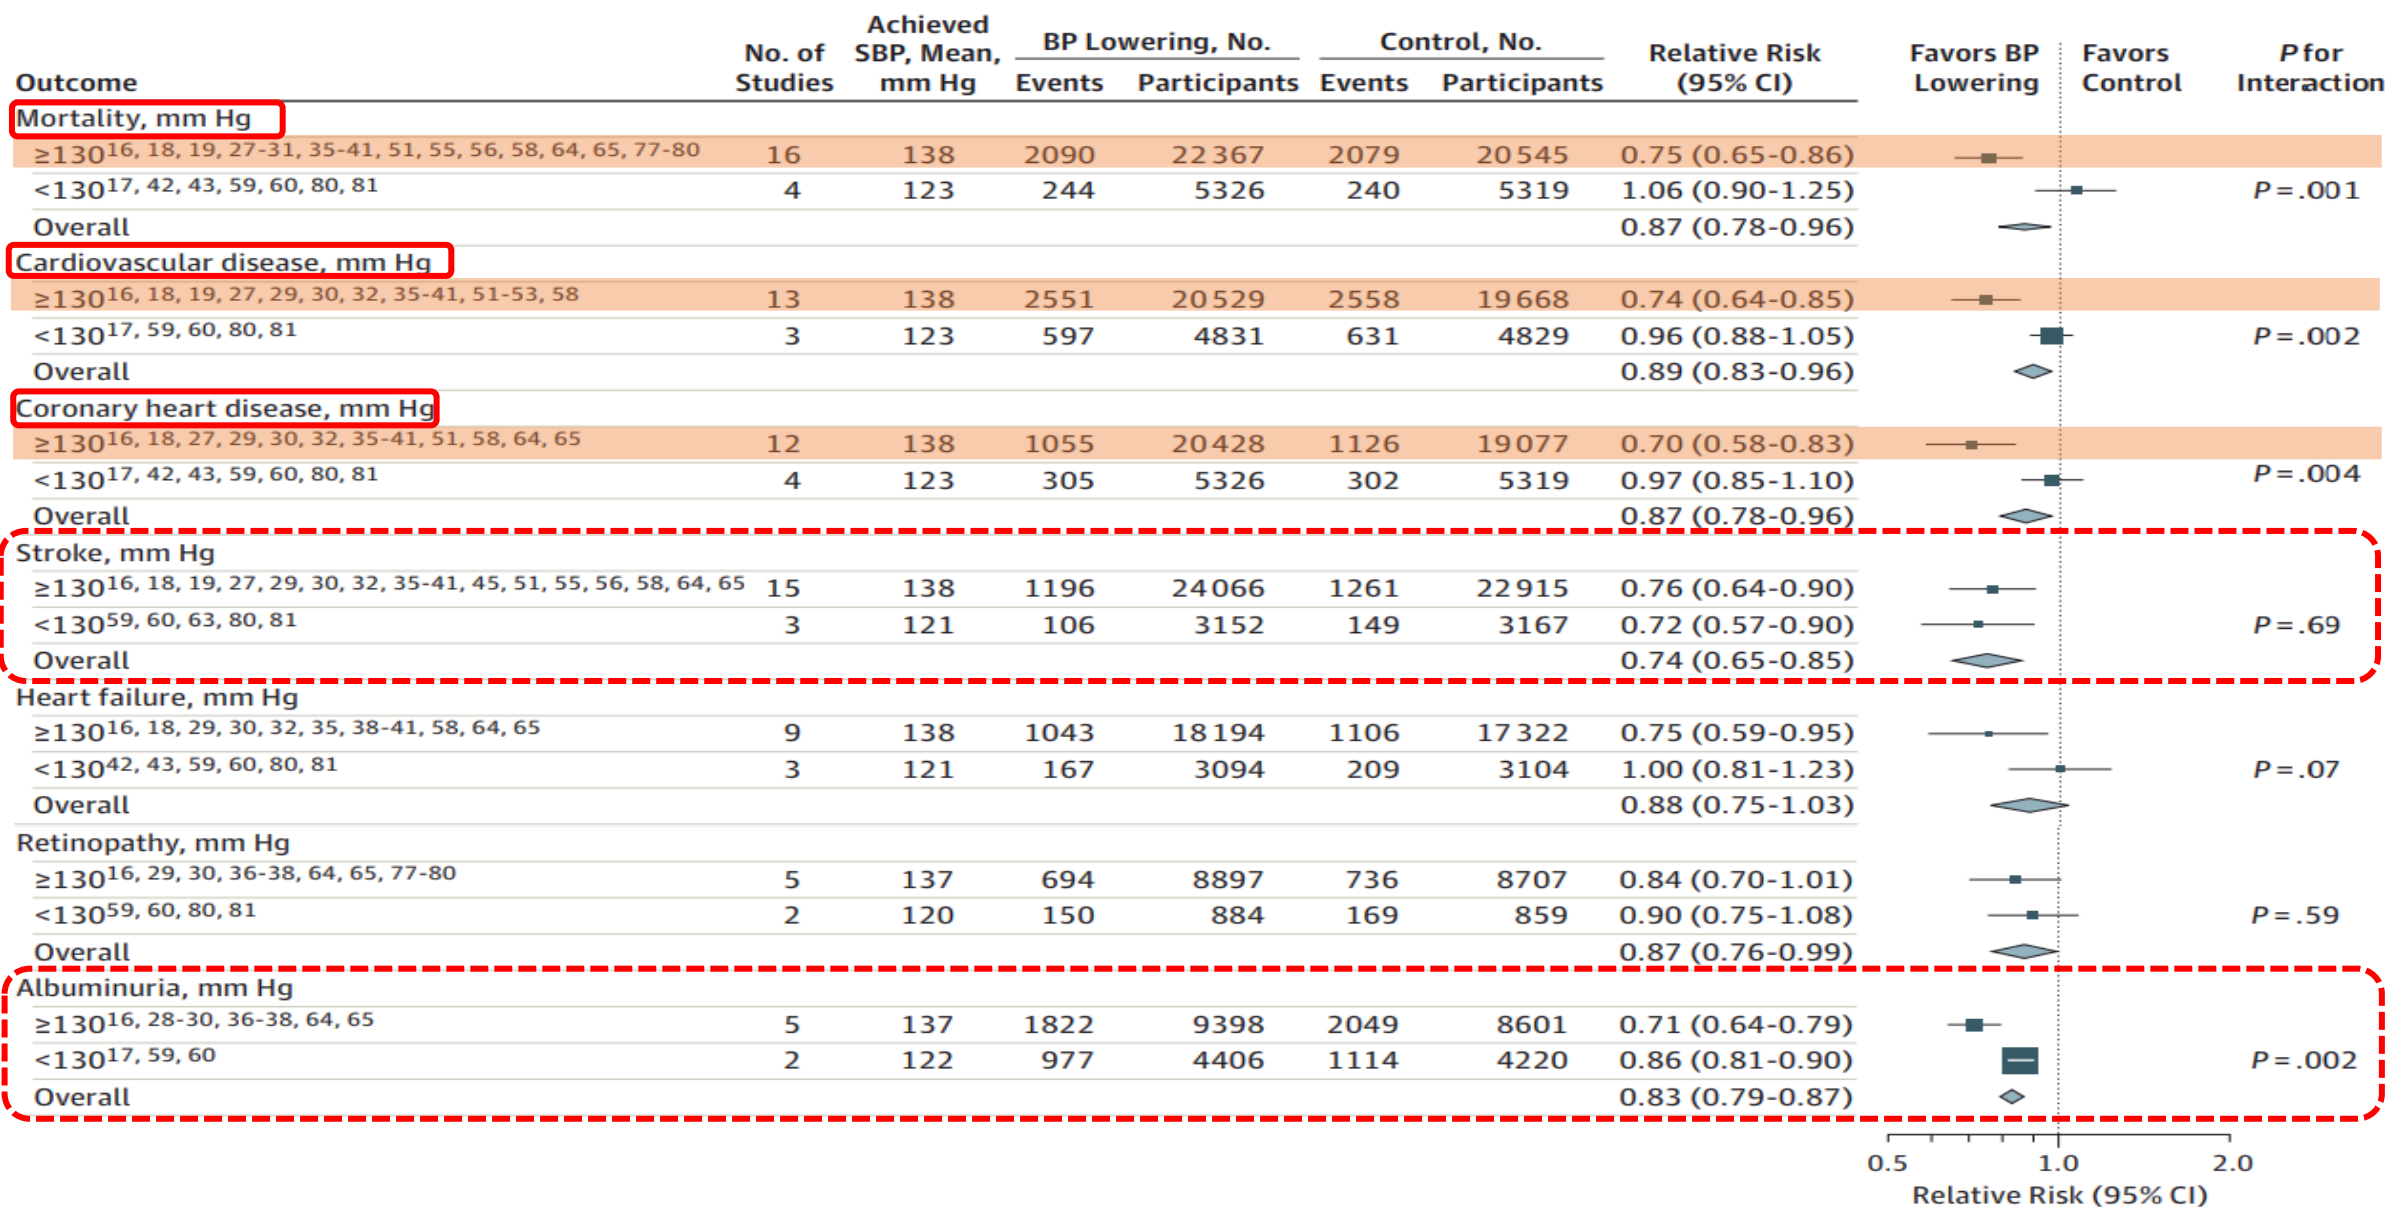 Outcome No. of Studies Achieved SBP, Mean, mm Hg BP Lowering, No. Events Participants Control, No. Events Participants Relative Risk (95% CI) Favors BP Lowering Favors Control P for Interaction
Mortality, mm Hg
≥130 16, 18, 19, 27-31, 35-41, 51, 55, 56, 58, 64, 65, 77-80 16 138 2090 22367 2079 20545 0.75 (0.65-0.86)
<130 17, 42, 43, 59, 60, 80, 81 4 123 244 5326 240 5319 1.06 (0.90-1.25) P=.001
Overall 0.87 (0.78-0.96)
Cardiovascular disease, mm Hg
≥130 16, 18, 19, 27, 29, 30, 32, 35-41, 51-53, 58 13 138 2551 20529 2558 19668 0.74 (0.64-0.85)
<130 17, 59, 60, 80, 81 3 123 597 4831 631 4829 0.96 (0.88-1.05) P=.002
Overall 0.89 (0.83-0.96)
Coronary heart disease, mm Hg
≥130 16, 18, 27, 29, 30, 32, 35-41, 51, 58, 64, 65 12 138 1055 20428 1126 19077 0.70 (0.58-0.83)
<130 17, 42, 43, 59, 60, 80, 81 4 123 305 5326 302 5319 0.97 (0.85-1.10) P=.004
Overall 0.87 (0.78-0.96)
Stroke, mm Hg
≥130 16, 18, 19, 27, 29, 30, 32, 35-41, 45, 51, 55, 56, 58, 64, 65 15 138 1196 24066 1261 22915 0.76 (0.64-0.90)
<130 59, 60, 63, 80, 81 3 121 106 3152 149 3167 0.72 (0.57-0.90) P=.69
Overall 0.74 (0.65-0.85)
Heart failure, mm Hg
≥130 16, 18, 29, 30, 32, 35, 38-41, 58, 64, 65 9 138 1043 18194 1106 17322 0.75 (0.59-0.95)
<130 42, 43, 59, 60, 80, 81 3 121 167 3094 209 3104 1.00 (0.81-1.23) P=.07
Overall 0.88 (0.75-1.03)
Retinopathy, mm Hg
≥130 16, 29, 30, 36-38, 64, 65, 77-80 5 137 694 8897 736 8707 0.84 (0.70-1.01)
<130 59, 60, 80, 81 2 120 150 884 169 859 0.90 (0.75-1.08) P=.59
Overall 0.87 (0.76-0.99)
Albuminuria, mm Hg
≥130 16, 28-30, 36-38, 64, 65 5 137 1822 9398 2049 8601 0.71 (0.64-0.79)
<130 17, 59, 60 2 122 977 4406 1114 4220 0.86 (0.81-0.90) P=.002
Overall 0.83 (0.79-0.87)
0.5 1.0 2.0
Relative Risk (95% CI)